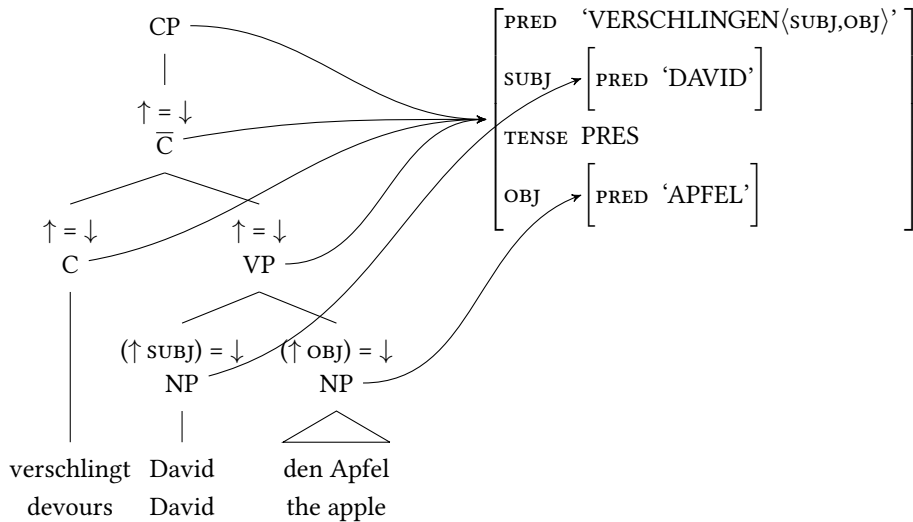 CP
↑ = ↓
C̅
↑ = ↓ ↑ = ↓
C VP
(↑ SUBJ) = ↓ (↑ OBJ) = ↓
NP NP
verschlingt David den Apfel
devours David the apple
PRED ‘VERSCHLINGEN⟨SUBJ,OBJ⟩’
SUBJ [PRED ‘DAVID’]
TENSE PRES
OBJ [PRED ‘APFEL’]